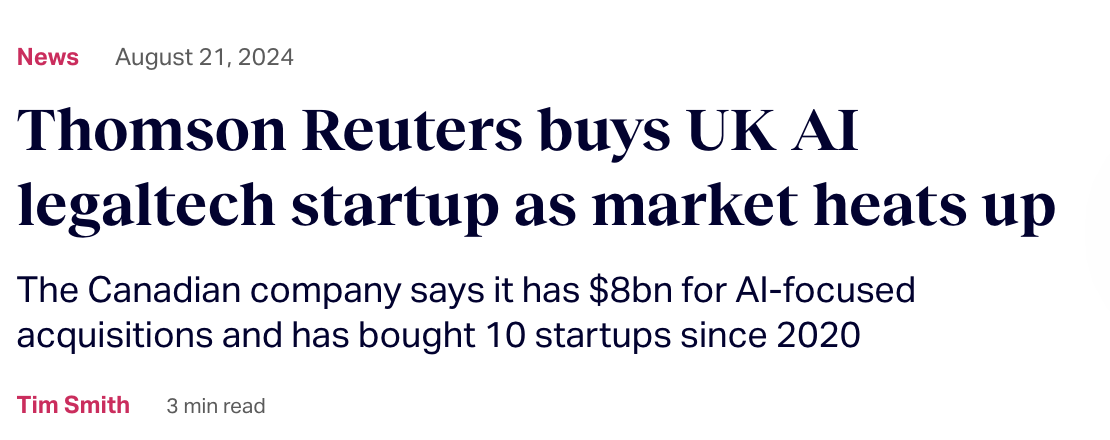 News August 21, 2024
Thomson Reuters buys UK AI
legaltech startup as market heats up
The Canadian company says it has $8bn for AI-focused
acquisitions and has bought 10 startups since 2020
Tim Smith 3 min read